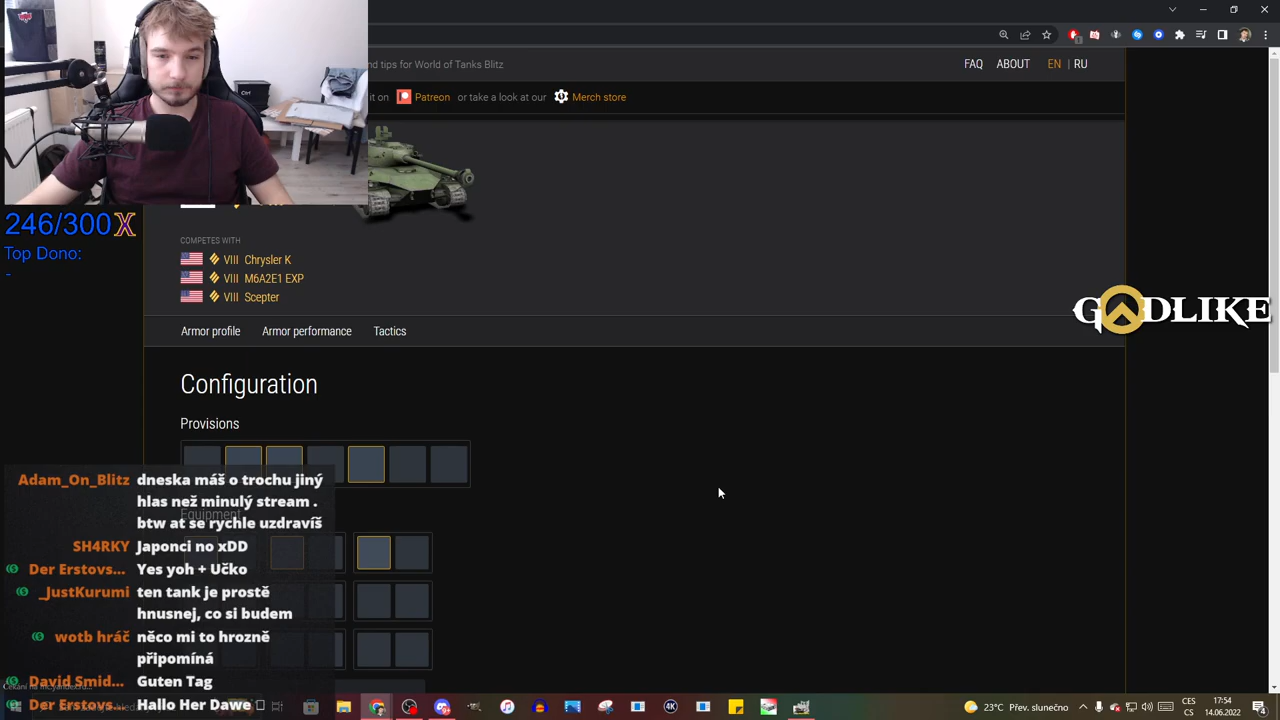 nd tips for World of Tanks Blitz
FAQ ABOUT EN | RU
it on Patreon or take a look at our Merch store
246/300
Top Dono:
-
COMPETES WITH
VIII Chrysler K
VIII M6A2E1 EXP
VIII Scepter
GODLIKE
Armor profile Armor performance Tactics
Configuration
Provisions
Equipment
Adam_On_Blitz dneska máš o trochu jiný
hlas než minulý stream .
btw at se rychle uzdravíš
SH4RKY Japonci no xDD
Der Erstovs... Yes yoh + Učko
_JustKurumi ten tank je prostě
hnusnej, co si budem
wotb hráč něco mi to hrozně
připomíná
David Smid... Guten Tag
Der Erstovs... Hallo Her Dawe
23°C Přev. slunečno
CES
CS
17:54
14.06.2022